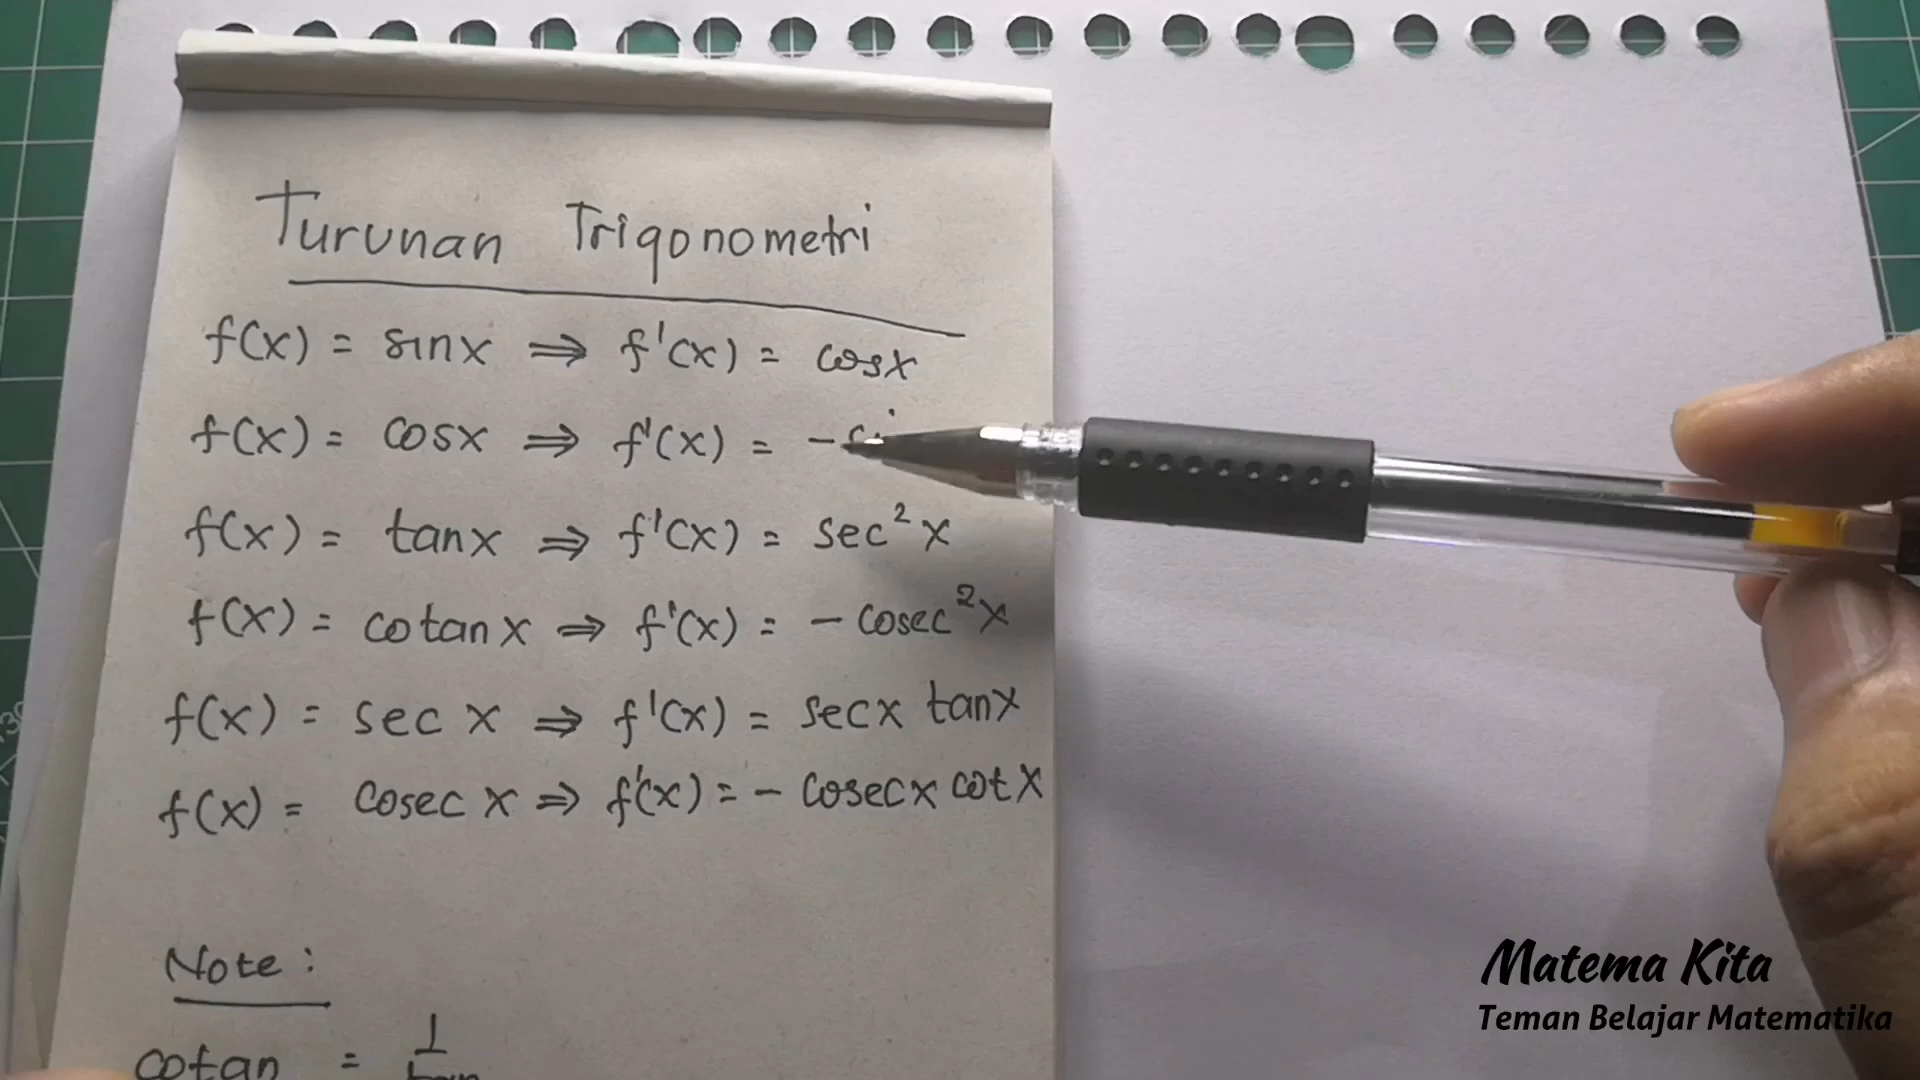 Turunan Trigonometri
f(x) = sinx ⇒ f'(x) = cosx
f(x) = cosx ⇒ f'(x) = -
f(x) = tanx ⇒ f'(x) = sec² x
f(x) = cotanx ⇒ f'(x) = - cosec²x
f(x) = sec x ⇒ f'(x) = secx tanx
f(x) = cosec x ⇒ f'(x) = - cosecx cotx
Note :
cotan = 1
Matema Kita
Teman Belajar Matematika